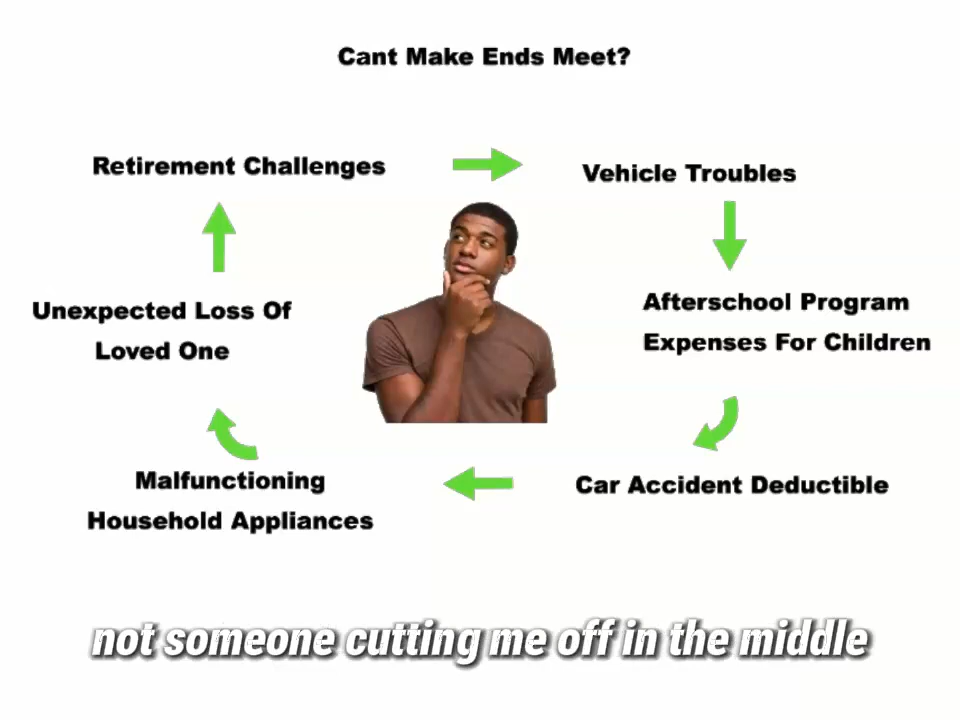 Cant Make Ends Meet?
Retirement Challenges
Vehicle Troubles
Afterschool Program
Expenses For Children
Car Accident Deductible
Malfunctioning
Household Appliances
Unexpected Loss Of
Loved One
not someone cutting me off in the middle